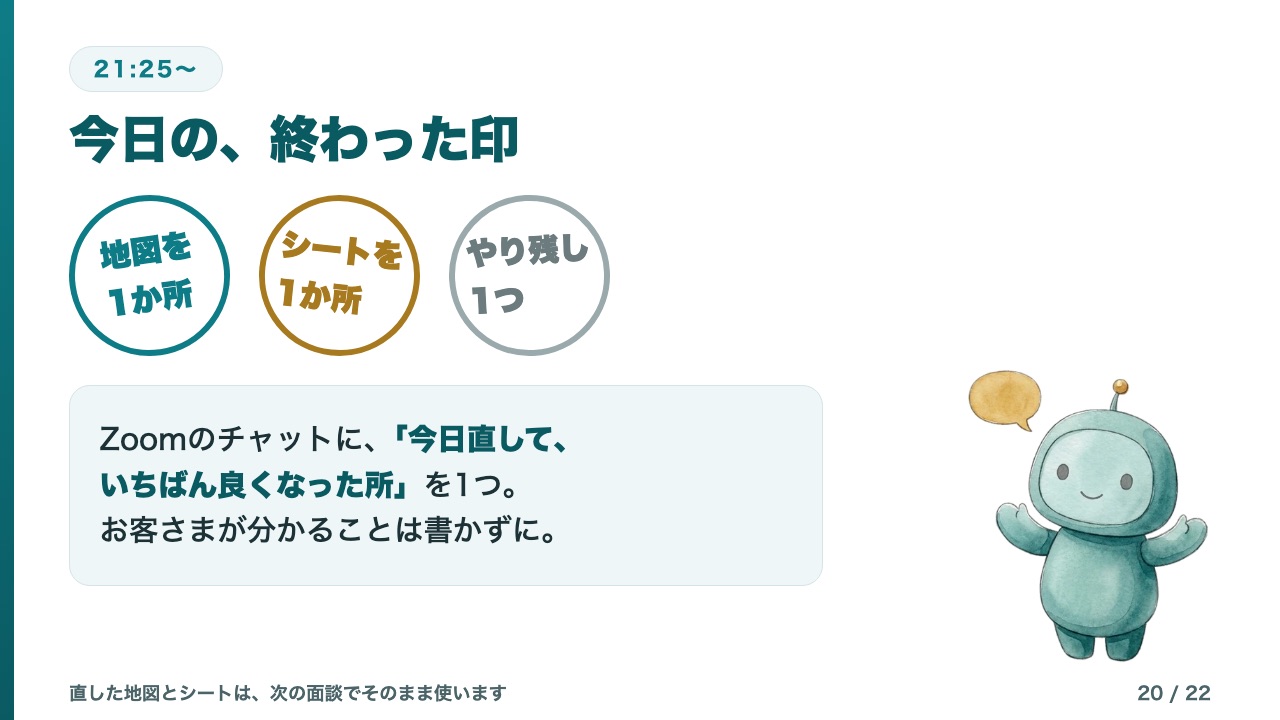 21:25〜
今日の、終わった印
地図を
1か所
シートを
1か所
やり残し
1つ
Zoomのチャットに、「今日直して、
いちばん良くなった所」を1つ。
お客さまが分かることは書かずに。
直した地図とシートは、次の面談でそのまま使います
20 / 22